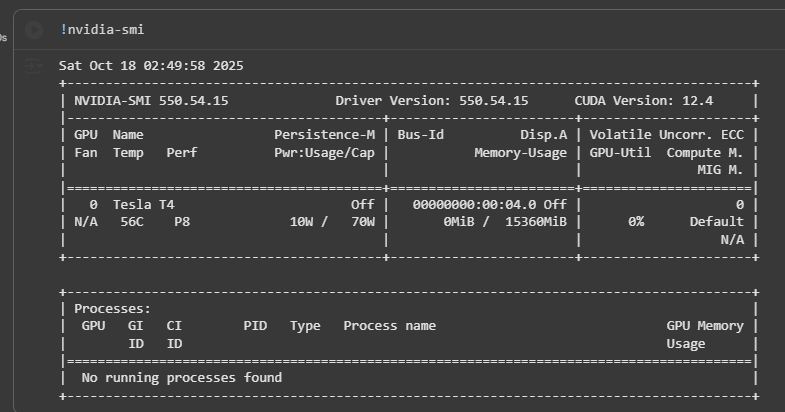 0s
!nvidia-smi
Sat Oct 18 02:49:58 2025
+-----------------------------------------------------------------------------------------+
| NVIDIA-SMI 550.54.15              Driver Version: 550.54.15      CUDA Version: 12.4     |
|-----------------------------------------+------------------------+----------------------+
| GPU  Name                 Persistence-M | Bus-Id          Disp.A | Volatile Uncorr. ECC |
| Fan  Temp   Perf          Pwr:Usage/Cap |           Memory-Usage | GPU-Util  Compute M. |
|                                         |                        |               MIG M. |
|=========================================+========================+======================|
|   0  Tesla T4                       Off |   00000000:00:04.0 Off |                    0 |
| N/A   56C    P8             10W /   70W |       0MiB /  15360MiB |      0%      Default |
|                                         |                        |                  N/A |
+-----------------------------------------+------------------------+----------------------+
+-----------------------------------------------------------------------------------------+
| Processes:                                                                              |
|  GPU   GI   CI        PID   Type   Process name                              GPU Memory |
|        ID   ID                                                               Usage      |
|=========================================================================================|
|  No running processes found                                                             |
+-----------------------------------------------------------------------------------------+